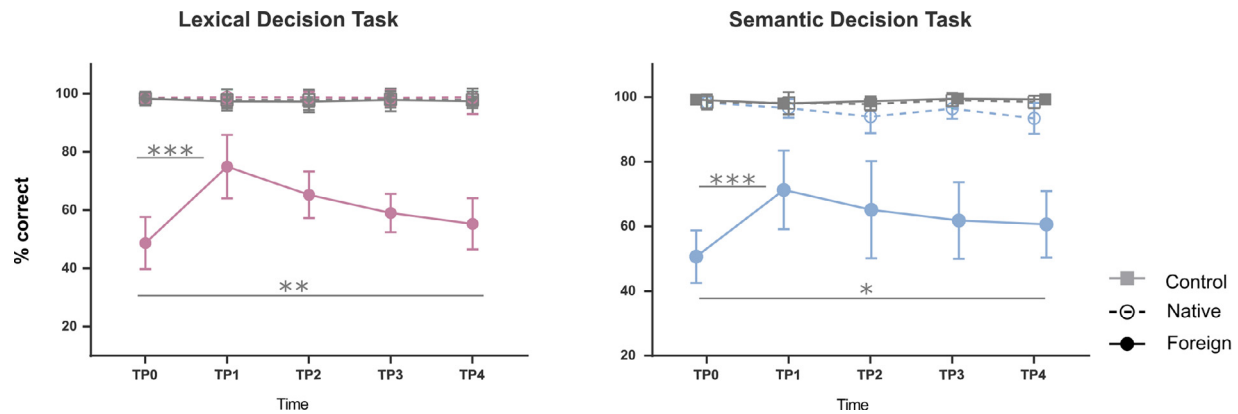 Lexical Decision Task
Semantic Decision Task
% correct
100
80
60
40
20
***
**
TP0 TP1 TP2 TP3 TP4
Time
100
80
60
40
20
***
*
TP0 TP1 TP2 TP3 TP4
Time
Control
Native
Foreign